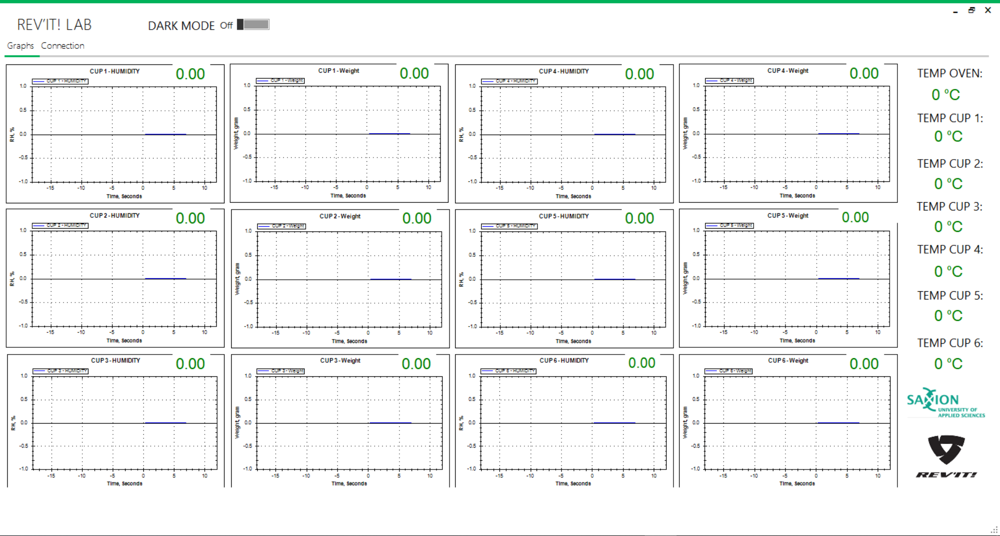 REV'IT! LAB
DARK MODE Off
Graphs Connection
CUP 1 - HUMIDITY
0.00
CUP 1 - HUMIDITY
1.0
0.5
0.0
-0.5
-1.0
RH, %
-15 -10 -5 0 5 10
Time, Seconds
CUP 1 - Weight
0.00
CUP 1 - Weight
1.0
0.5
0.0
-0.5
-1.0
Weight, gram
-15 -10 -5 0 5 10
Time, Seconds
CUP 4 - HUMIDITY
0.00
CUP 4 - HUMIDITY
1.0
0.5
0.0
-0.5
-1.0
RH, %
-15 -10 -5 0 5 10
Time, Seconds
CUP 4 - Weight
0.00
CUP 4 - Weight
1.0
0.5
0.0
-0.5
-1.0
Weight, gram
-15 -10 -5 0 5 10
Time, Seconds
CUP 2 - HUMIDITY
0.00
CUP 2 - HUMIDITY
1.0
0.5
0.0
-0.5
-1.0
RH, %
-15 -10 -5 0 5 10
Time, Seconds
CUP 2 - Weight
0.00
CUP 2 - Weight
1.0
0.5
0.0
-0.5
-1.0
Weight, gram
-15 -10 -5 0 5 10
Time, Seconds
CUP 5 - HUMIDITY
0.00
CUP 5 - HUMIDITY
1.0
0.5
0.0
-0.5
-1.0
RH, %
-15 -10 -5 0 5 10
Time, Seconds
CUP 5 - Weight
0.00
CUP 5 - Weight
1.0
0.5
0.0
-0.5
-1.0
Weight, gram
-15 -10 -5 0 5 10
Time, Seconds
CUP 3 - HUMIDITY
0.00
CUP 3 - HUMIDITY
1.0
0.5
0.0
-0.5
-1.0
RH, %
-15 -10 -5 0 5 10
Time, Seconds
CUP 3 - Weight
0.00
CUP 3 - Weight
1.0
0.5
0.0
-0.5
-1.0
Weight, gram
-15 -10 -5 0 5 10
Time, Seconds
CUP 6 - HUMIDITY
0.00
CUP 6 - HUMIDITY
1.0
0.5
0.0
-0.5
-1.0
RH, %
-15 -10 -5 0 5 10
Time, Seconds
CUP 6 - Weight
0.00
CUP 6 - Weight
1.0
0.5
0.0
-0.5
-1.0
Weight, gram
-15 -10 -5 0 5 10
Time, Seconds
TEMP OVEN:
0 °C
TEMP CUP 1:
0 °C
TEMP CUP 2:
0 °C
TEMP CUP 3:
0 °C
TEMP CUP 4:
0 °C
TEMP CUP 5:
0 °C
TEMP CUP 6:
0 °C
SAXION
UNIVERSITY OF
APPLIED SCIENCES
REV'IT!